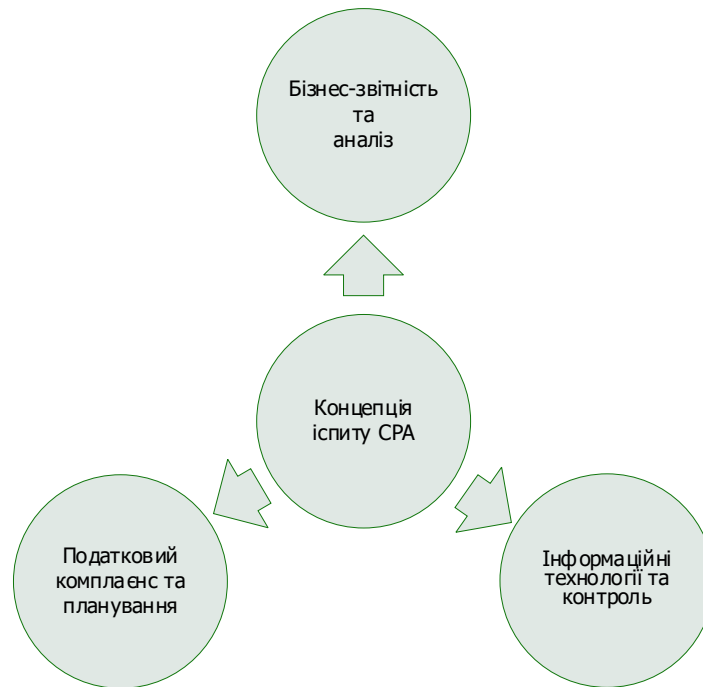 Бізнес-звітність
та
аналіз
Концепція
іспиту CPA
Податковий
комплаєнс та
планування
Інформаційні
технології та
контроль